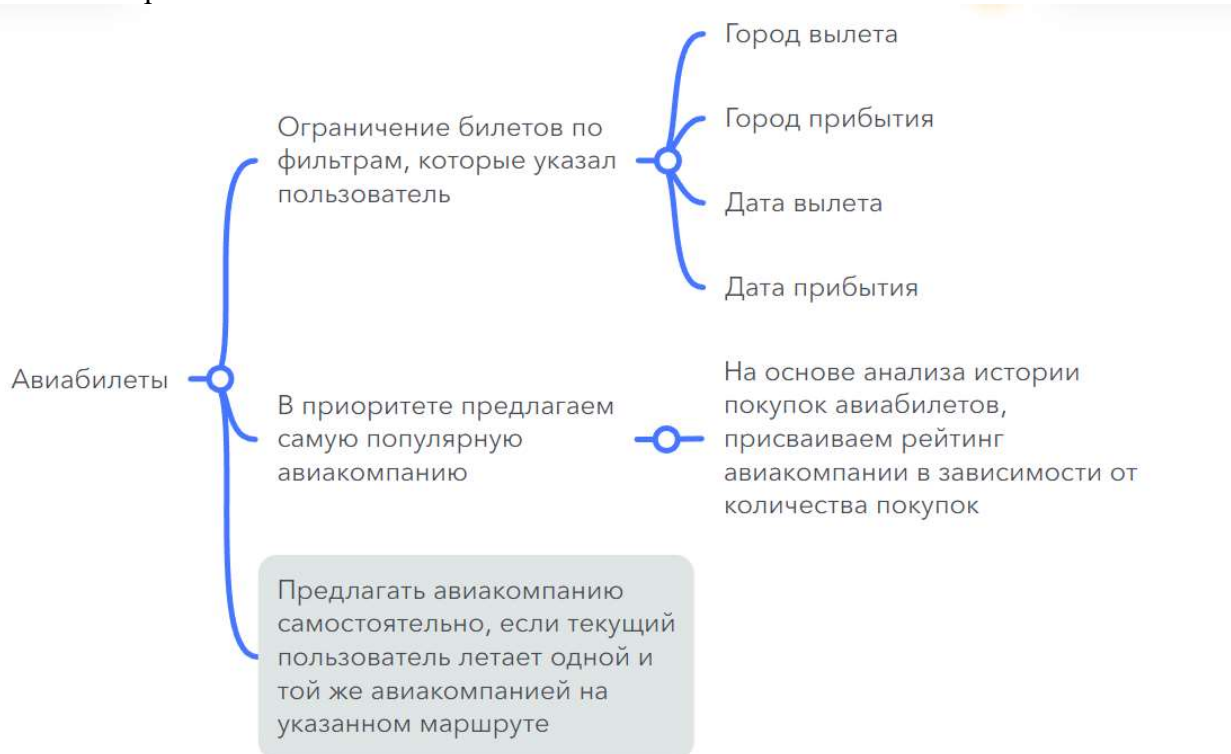 Город вылета
Ограничение билетов по
фильтрам, которые указал
пользователь
Город прибытия
Дата вылета
Дата прибытия
Авиабилеты
В приоритете предлагаем
самую популярную
авиакомпанию
На основе анализа истории
покупок авиабилетов,
присваиваем рейтинг
авиакомпании в зависимости от
количества покупок
Предлагать авиакомпанию
самостоятельно, если текущий
пользователь летает одной и
той же авиакомпанией на
указанном маршруте